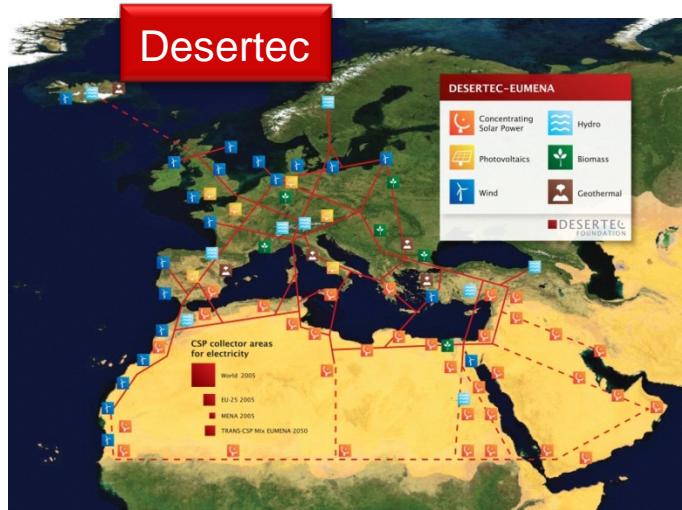 Desertec
DESERTEC-EUMENA
Concentrating
Solar Power
Hydro
Photovoltaics
Biomass
Wind
Geothermal
DESERTEC
FOUNDATION
CSP collector areas
for electricity
World 2005
EU-25 2005
MENA 2005
TRANS-CSP Mix EUMENA 2050